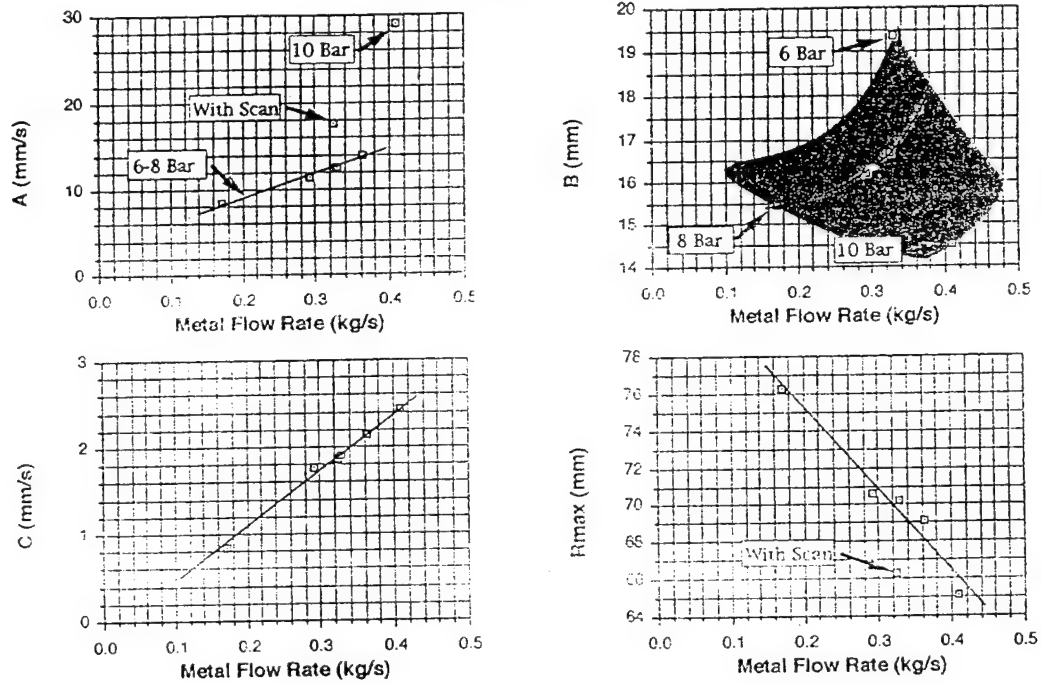 30
20
10
0
A (mm/s)
10 Bar
With Scan
6-8 Bar
0.0 0.1 0.2 0.3 0.4 0.5
Metal Flow Rate (kg/s)
20
19
18
17
16
15
14
B (mm)
6 Bar
8 Bar
10 Bar
0.0 0.1 0.2 0.3 0.4 0.5
Metal Flow Rate (kg/s)
3
2
1
0
C (mm/s)
0.0 0.1 0.2 0.3 0.4 0.5
Metal Flow Rate (kg/s)
78
76
74
72
70
68
66
64
Rmax (mm)
With Scan
0.0 0.1 0.2 0.3 0.4 0.5
Metal Flow Rate (kg/s)